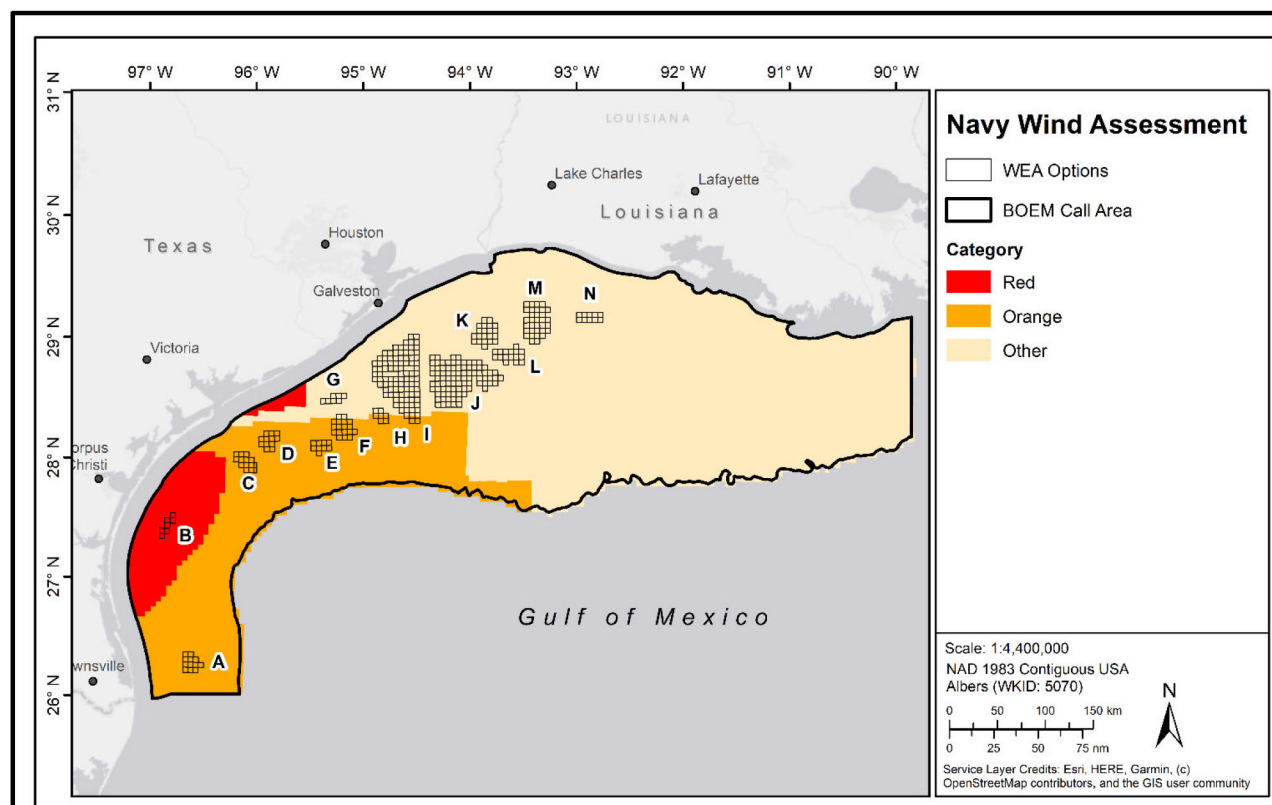 97° W 96° W 95° W 94° W 93° W 92° W 91° W 90° W
31° N
30° N
29° N
28° N
27° N
26° N
LOUISIANA
Lake Charles
Lafayette
Louisiana
Texas
Houston
Galveston
Victoria
M
N
K
L
G
J
H
I
F
D
E
C
orpus
Christi
B
Gulf of Mexico
A
wnsville
Navy Wind Assessment
WEA Options
BOEM Call Area
Category
Red
Orange
Other
Scale: 1:4,400,000
NAD 1983 Contiguous USA
Albers (WKID: 5070)
N
0 50 100 150 km
0 25 50 75 nm
Service Layer Credits: Esri, HERE, Garmin, (c)
OpenStreetMap contributors, and the GIS user community